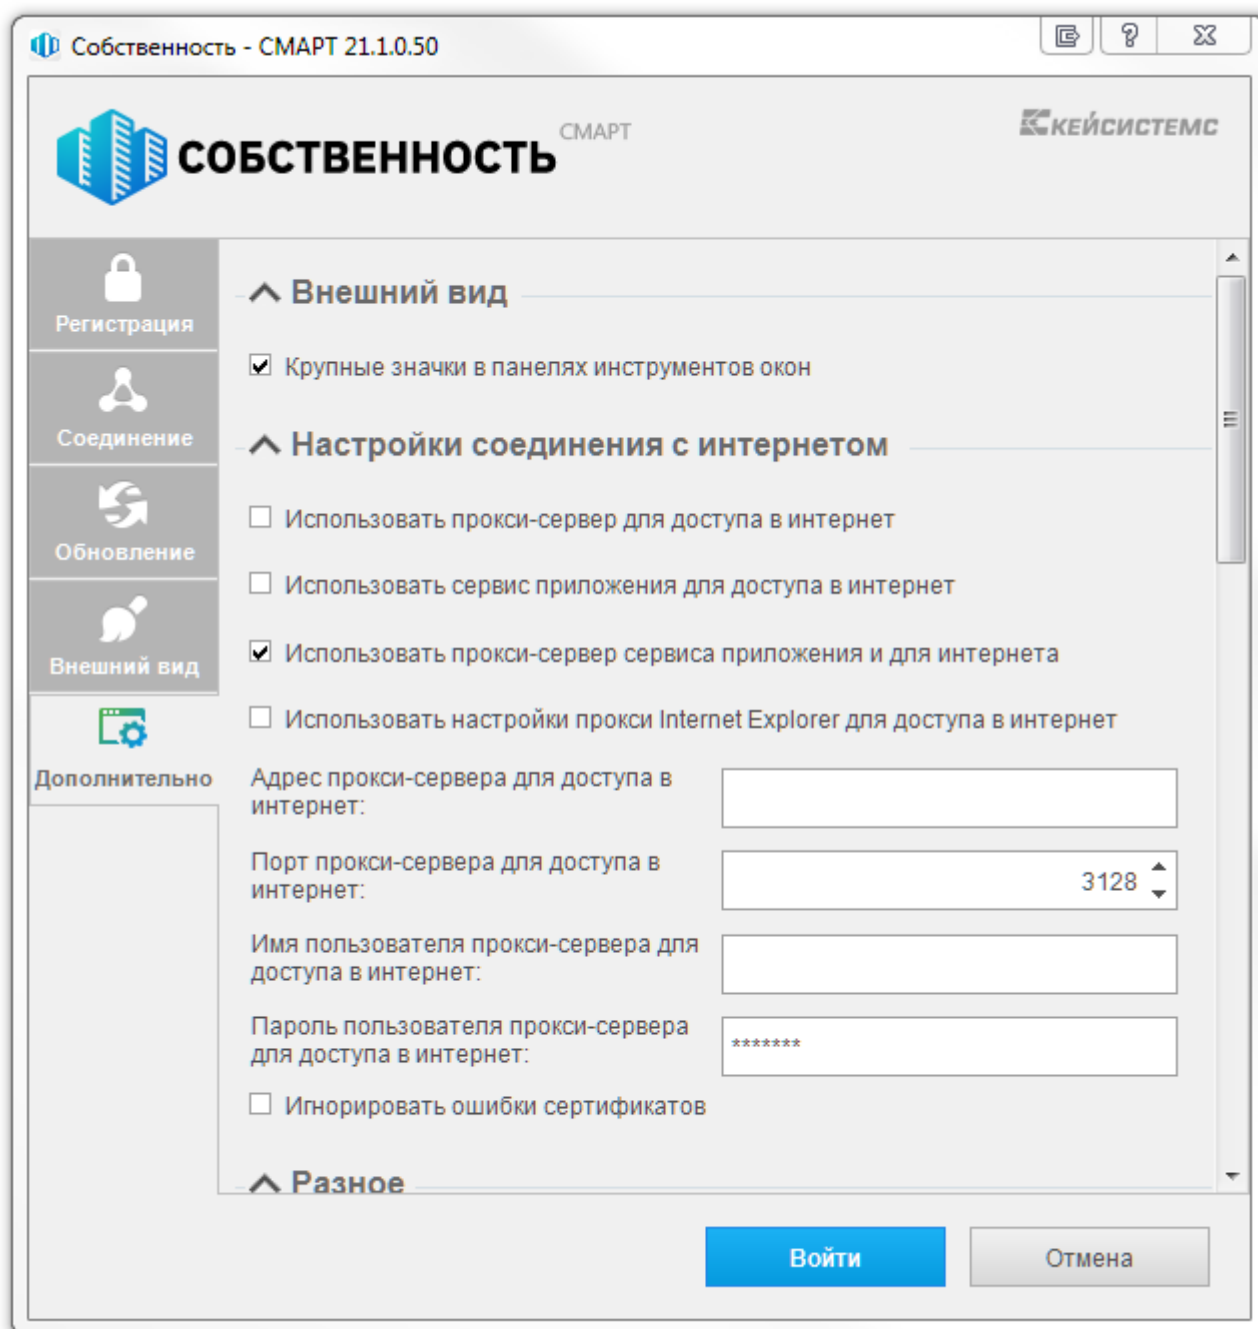 Собственность - СМАРТ 21.1.0.50
СОБСТВЕННОСТЬ СМАРТ
КЕЙСИСТЕМС
Регистрация
Соединение
Обновление
Внешний вид
Дополнительно
Внешний вид
Крупные значки в панелях инструментов окон
Настройки соединения с интернетом
Использовать прокси-сервер для доступа в интернет
Использовать сервис приложения для доступа в интернет
Использовать прокси-сервер сервиса приложения и для интернета
Использовать настройки прокси Internet Explorer для доступа в интернет
Адрес прокси-сервера для доступа в
интернет:
Порт прокси-сервера для доступа в
интернет:
3128
Имя пользователя прокси-сервера для
доступа в интернет:
Пароль пользователя прокси-сервера
для доступа в интернет:
*******
Игнорировать ошибки сертификатов
Разное
Войти
Отмена